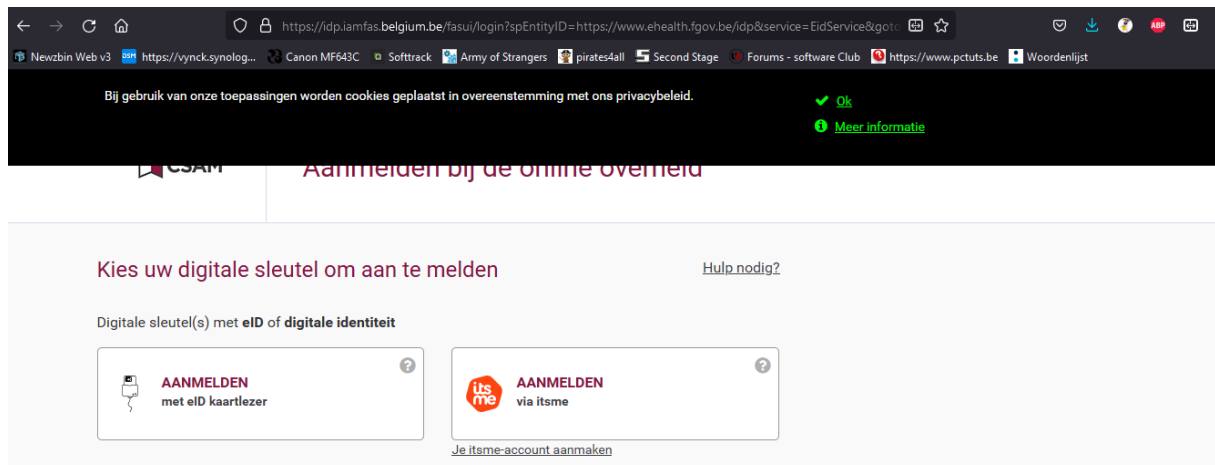 https://idp.iamfas.belgium.be/fasui/login?spEntityID=https://www.ehealth.fgov.be/idp&service=EidService&goto
ABP
Newzbin Web v3 DSM https://vynck.synolog... Canon MF643C Softtrack Army of Strangers pirates4all Second Stage Forums - software Club https://www.pctuts.be Woordenlijst
Bij gebruik van onze toepassingen worden cookies geplaatst in overeenstemming met ons privacybeleid.
Ok
Meer informatie
CSAM
Aanmelden bij de online overheid
Kies uw digitale sleutel om aan te melden
Hulp nodig?
Digitale sleutel(s) met eID of digitale identiteit
AANMELDEN
met eID kaartlezer
?
its
me
AANMELDEN
via itsme
?
Je itsme-account aanmaken